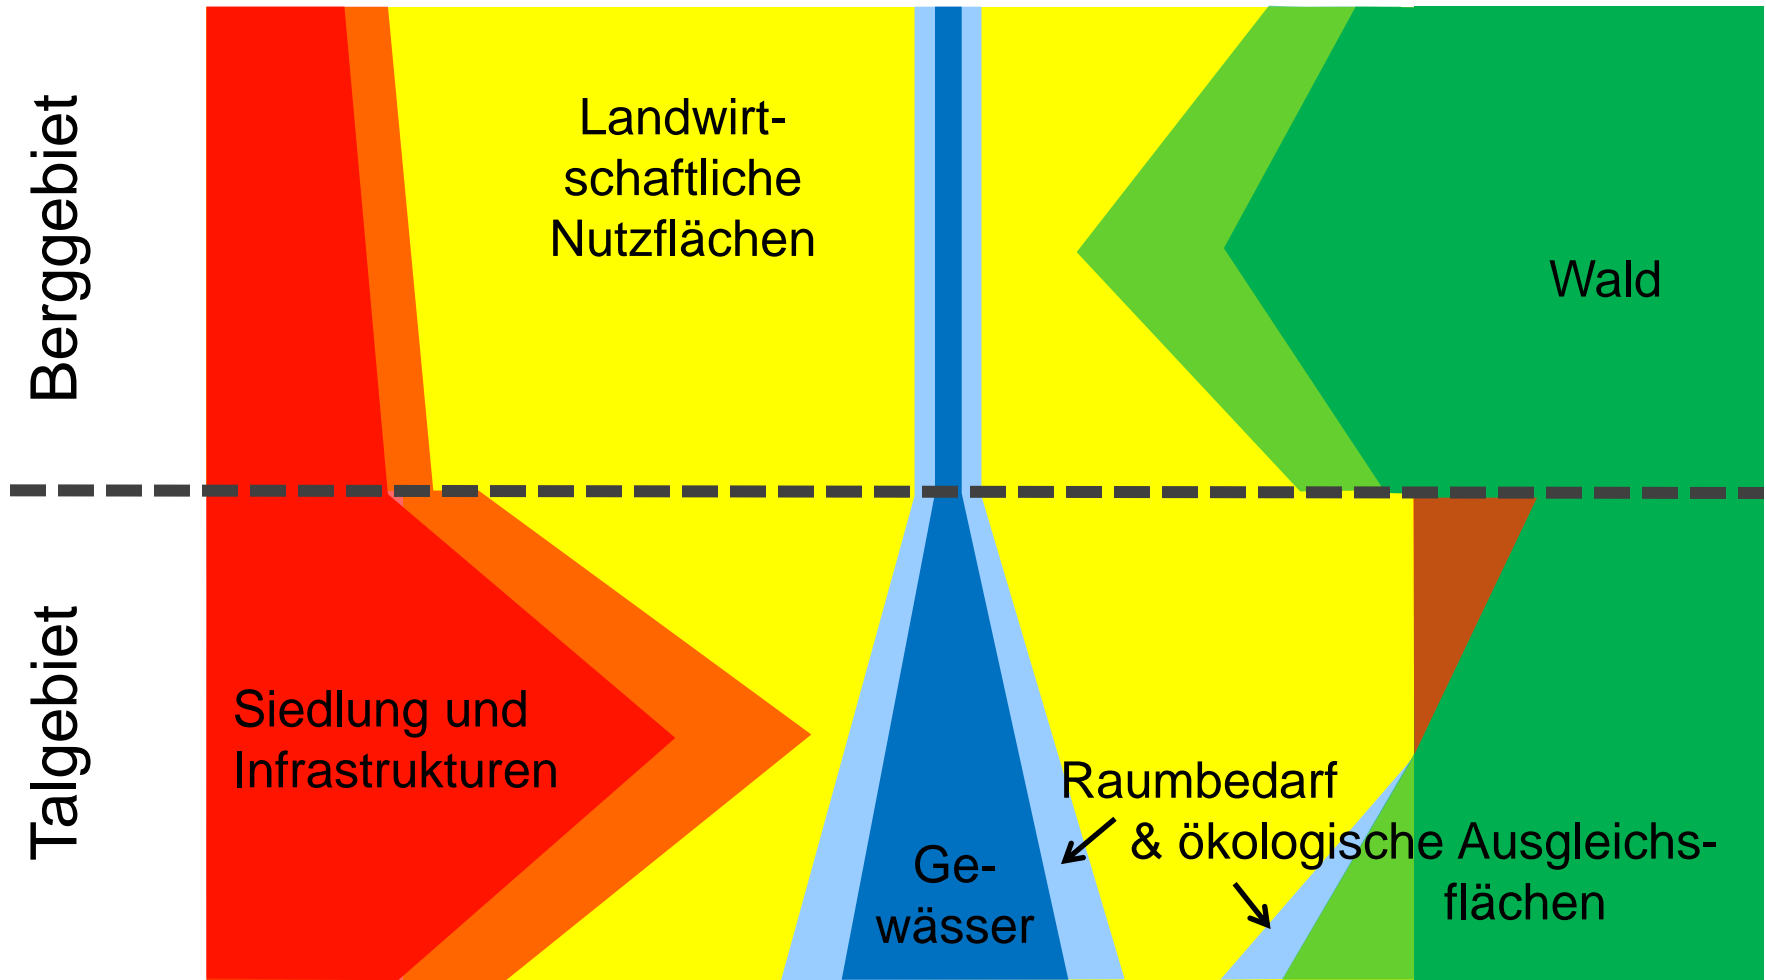 Berggebiet
Landwirt-
schaftliche
Nutzflächen
Wald
Talgebiet
Siedlung und
Infrastrukturen
Ge-
wässer
Raumbedarf
& ökologische Ausgleichs-
flächen